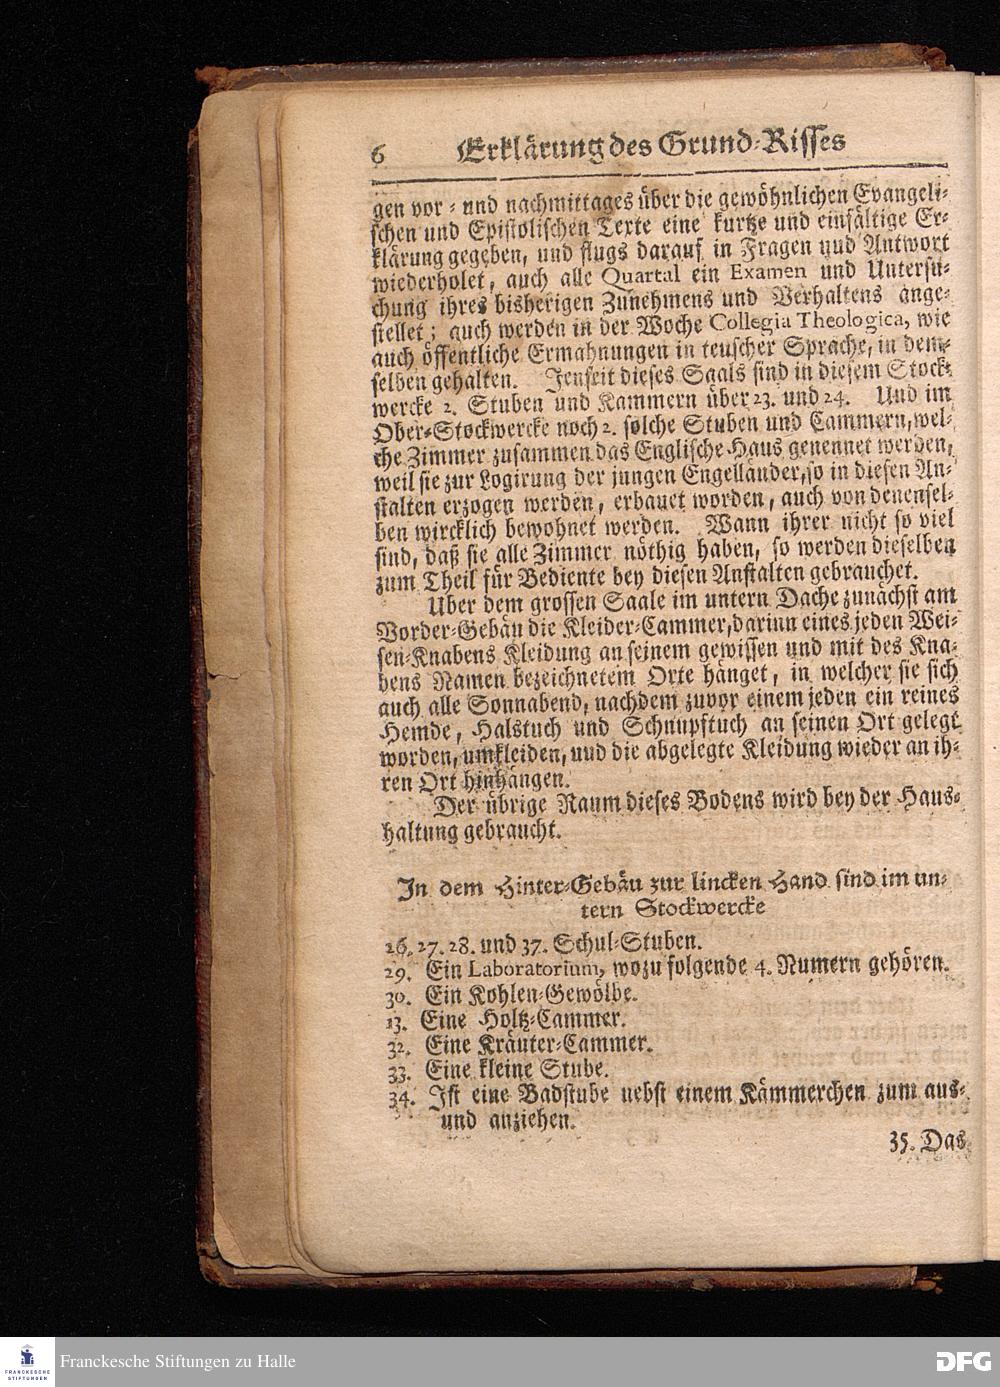 6 Erklärung des Grund-Risses
gen vor- und nachmittages über die gewöhnlichen Evangeli-
schen und Epistolischen Texte eine kurtze und einfältige Er-
klärung gegeben, und flugs darauf in Fragen und Antwort
wiederholet, auch alle Quartal ein Examen und Untersu-
chung ihres bisherigen Zunehmens und Verhaltens ange-
stellet; auch werden in der Woche Collegia Theologica, wie
auch öffentliche Ermahnungen in teuscher Sprache, in dem-
selben gehalten. Jenseit dieses Saals sind in diesem Stock-
wercke 2. Stuben und Kammern über 23. und 24. Und im
Ober-Stockwercke noch 2. solche Stuben und Cammern, wel-
che Zimmer zusammen das Englische-Haus genennet werden,
weil sie zur Logirung der jungen Engelländer, so in diesen An-
stalten erzogen werden, erbauet worden, auch von denensel-
ben wircklich bewohnet werden. Wann ihrer nicht so viel
sind, daß sie alle Zimmer nöthig haben, so werden dieselben
zum Theil für Bediente bey diesen Anstalten gebrauchet.
Uber dem grossen Saale im untern Dache zunächst am
Vorder-Gebäu die Kleider-Cammer, darinn eines jeden Wei-
sen-Knabens Kleidung an seinem gewissen und mit des Kna-
bens Namen bezeichnetem Orte hänget, in welcher sie sich
auch alle Sonnabend, nachdem zuvor einem jeden ein reines
Hemde, Halstuch und Schnupftuch an seinen Ort gelegt
worden, umkleiden, und die abgelegte Kleidung wieder an ih-
ren Ort hinhängen.
Der übrige Raum dieses Bodens wird bey der Haus-
haltung gebraucht.
In dem Hinter-Gebäu zur lincken Hand sind im un-
tern Stockwercke
26. 27. 28. und 37. Schul-Stuben.
29. Ein Laboratorium, wozu folgende 4. Numern gehören.
30. Ein Kohlen-Gewölbe.
13. Eine Holtz-Cammer.
32. Eine Kräuter-Cammer.
33. Eine kleine Stube.
34. Ist eine Badstube nebst einem Kämmerchen zum aus-
und anziehen.
35. Das
FRANCKESCHE
STIFTUNGEN
Franckesche Stiftungen zu Halle
DFG